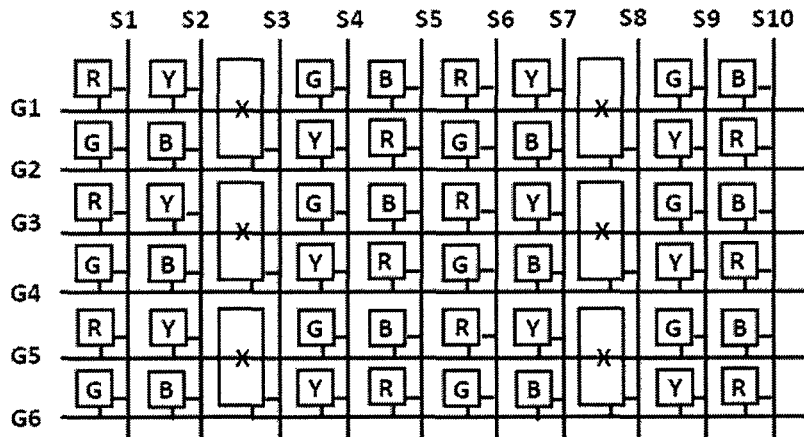 S1 S2 S3 S4 S5 S6 S7 S8 S9 S10
R Y G B R Y G B
G1 X X
G B Y R G B Y R
G2
R Y G B R Y G B
G3 X X
G B Y R G B Y R
G4
R Y G B R Y G B
G5 X X
G B Y R G B Y R
G6